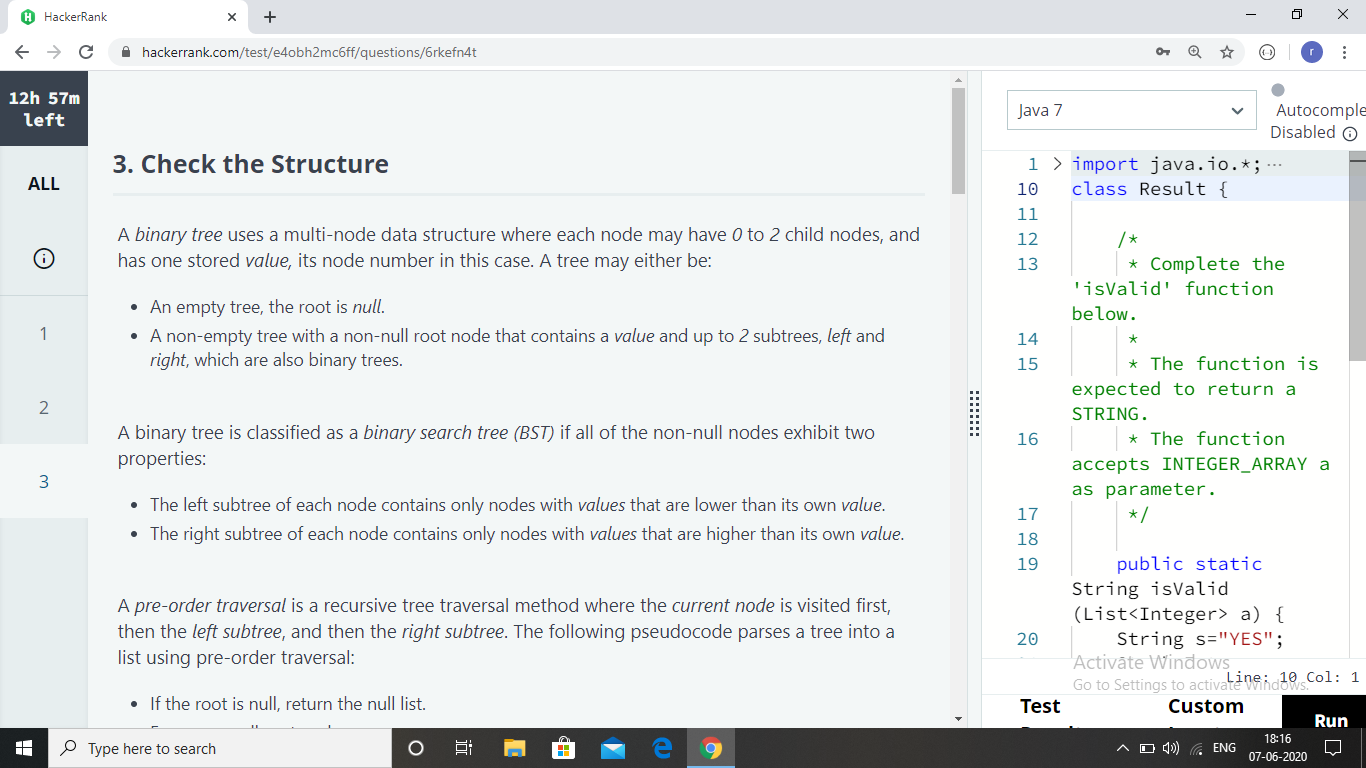 HackerRank
hackerrank.com/test/e4obh2mc6ff/questions/6rkefn4t
r
12h 57m
left
ALL
1
2
3
3. Check the Structure
A binary tree uses a multi-node data structure where each node may have 0 to 2 child nodes, and
has one stored value, its node number in this case. A tree may either be:
• An empty tree, the root is null.
• A non-empty tree with a non-null root node that contains a value and up to 2 subtrees, left and
right, which are also binary trees.
A binary tree is classified as a binary search tree (BST) if all of the non-null nodes exhibit two
properties:
• The left subtree of each node contains only nodes with values that are lower than its own value.
• The right subtree of each node contains only nodes with values that are higher than its own value.
A pre-order traversal is a recursive tree traversal method where the current node is visited first,
then the left subtree, and then the right subtree. The following pseudocode parses a tree into a
list using pre-order traversal:
• If the root is null, return the null list.
Java 7
Autocomple
Disabled
1 import java.io.*;
10 class Result {
11
12 /*
13 * Complete the
'isValid' function
below.
14 *
15 * The function is
expected to return a
STRING.
16 * The function
accepts INTEGER_ARRAY a
as parameter.
17 */
18
19 public static
String isValid
(List<Integer> a) {
20 String s="YES";
Activate Windows
Go to Settings to activate Windows.
Line: 10 Col: 1
Test
Custom
Run
Type here to search
ENG
18:16
07-06-2020